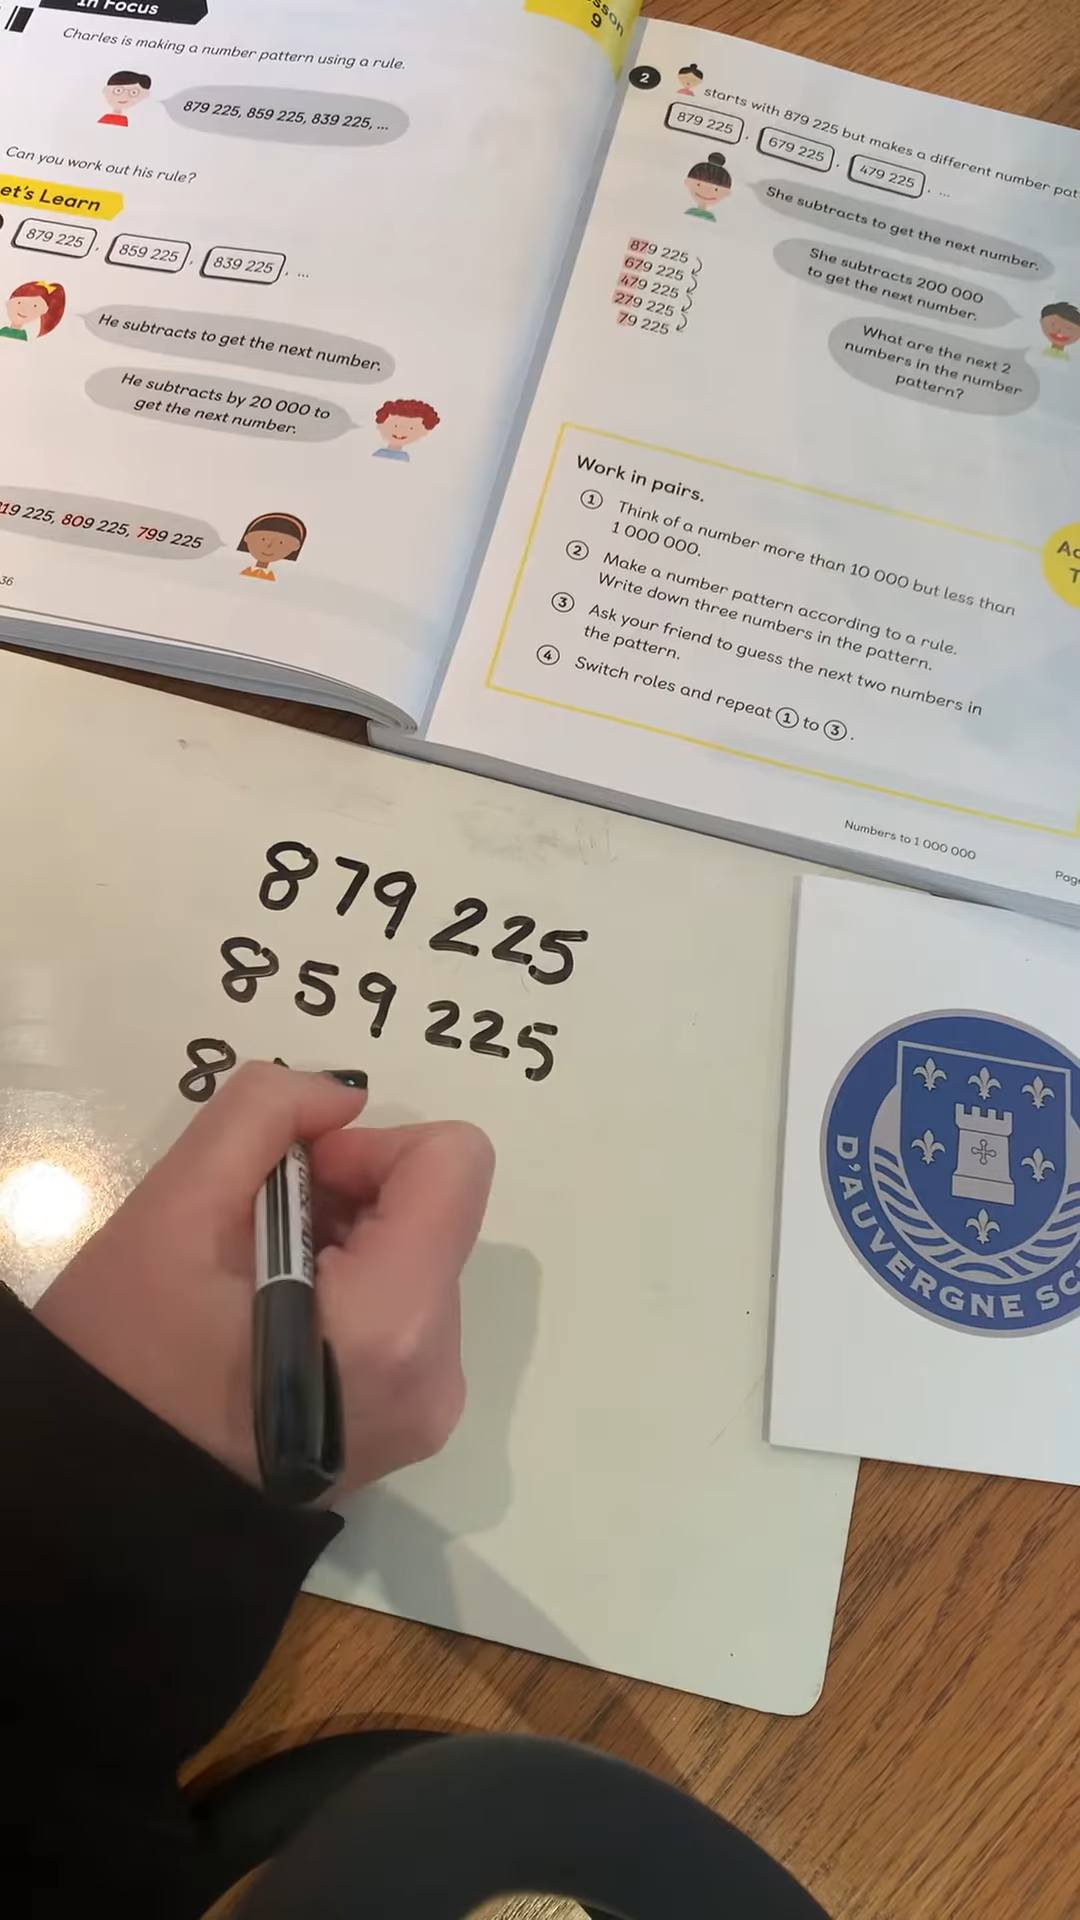 In Focus
Charles is making a number pattern using a rule.
879 225, 859 225, 839 225, ...
Can you work out his rule?
et's Learn
879 225 , 859 225 , 839 225 , ...
He subtracts to get the next number.
He subtracts by 20 000 to
get the next number.
19 225, 809 225, 799 225
36
sson
9
2
starts with 879 225 but makes a different number pat
879 225 , 679 225 , 479 225 , ...
She subtracts to get the next number.
She subtracts 200 000
to get the next number.
What are the next 2
numbers in the number
pattern?
879 225
679 225
479 225
279 225
79 225
Work in pairs.
1 Think of a number more than 10 000 but less than
1 000 000.
2 Make a number pattern according to a rule.
Write down three numbers in the pattern.
3 Ask your friend to guess the next two numbers in
the pattern.
4 Switch roles and repeat 1 to 3.
Ac
T
Numbers to 1 000 000
Page
879 225
859 225
8
D'AUVERGNE SC